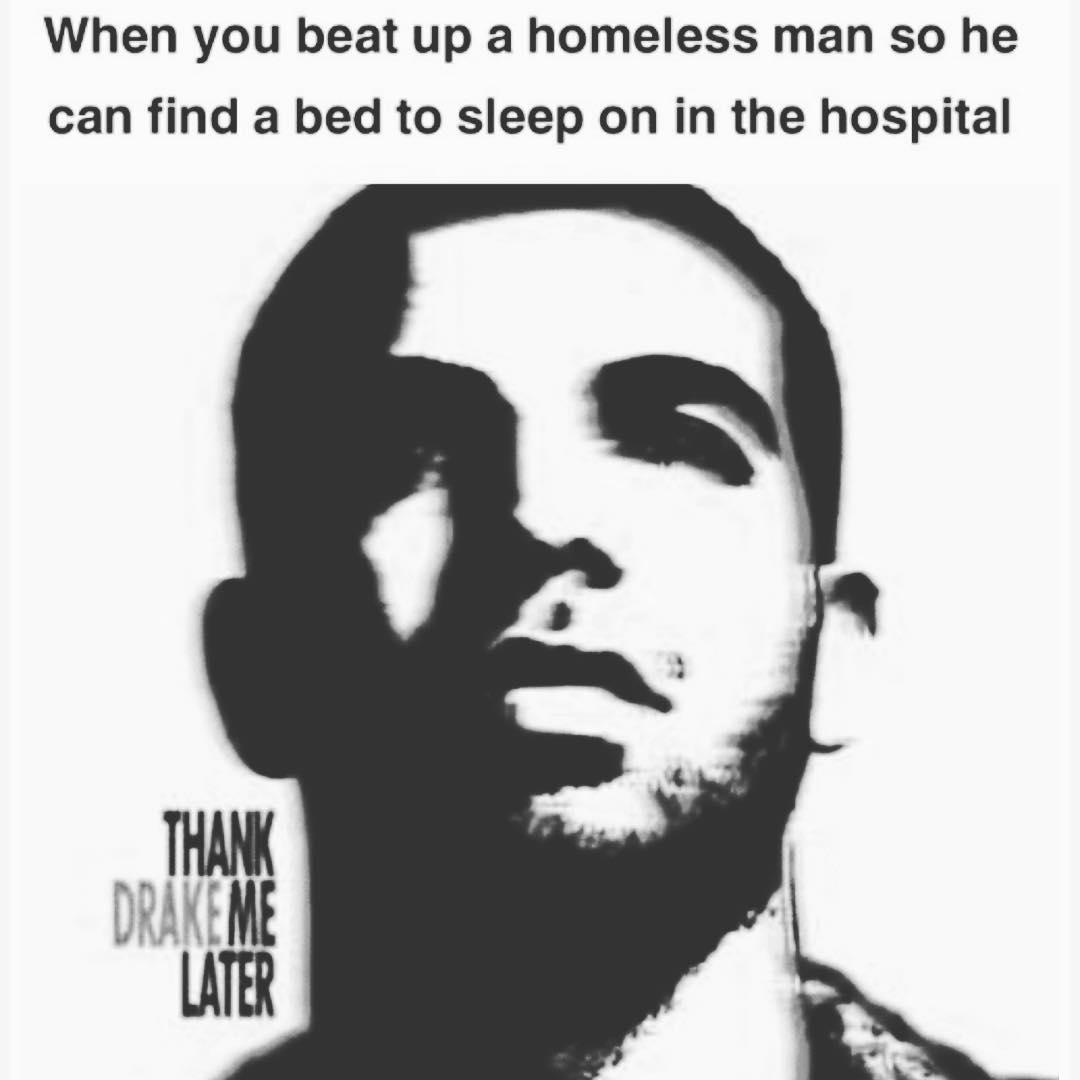 When you beat up a homeless man so he
can find a bed to sleep on in the hospital
THANK
DRAKE ME
LATER